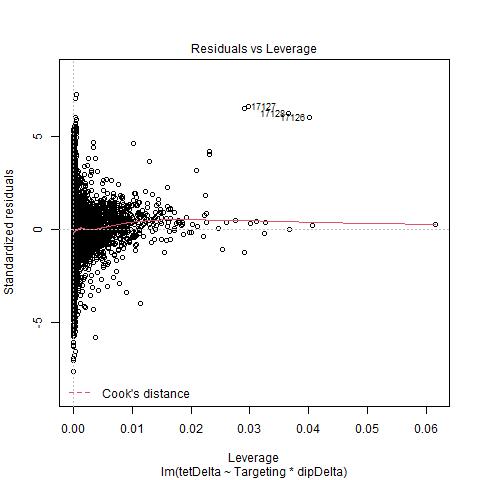 Residuals vs Leverage
Standardized residuals
5
0
-5
17127
17128
17126
Cook's distance
0.00 0.01 0.02 0.03 0.04 0.05 0.06
Leverage
lm(tetDelta ~ Targeting * dipDelta)